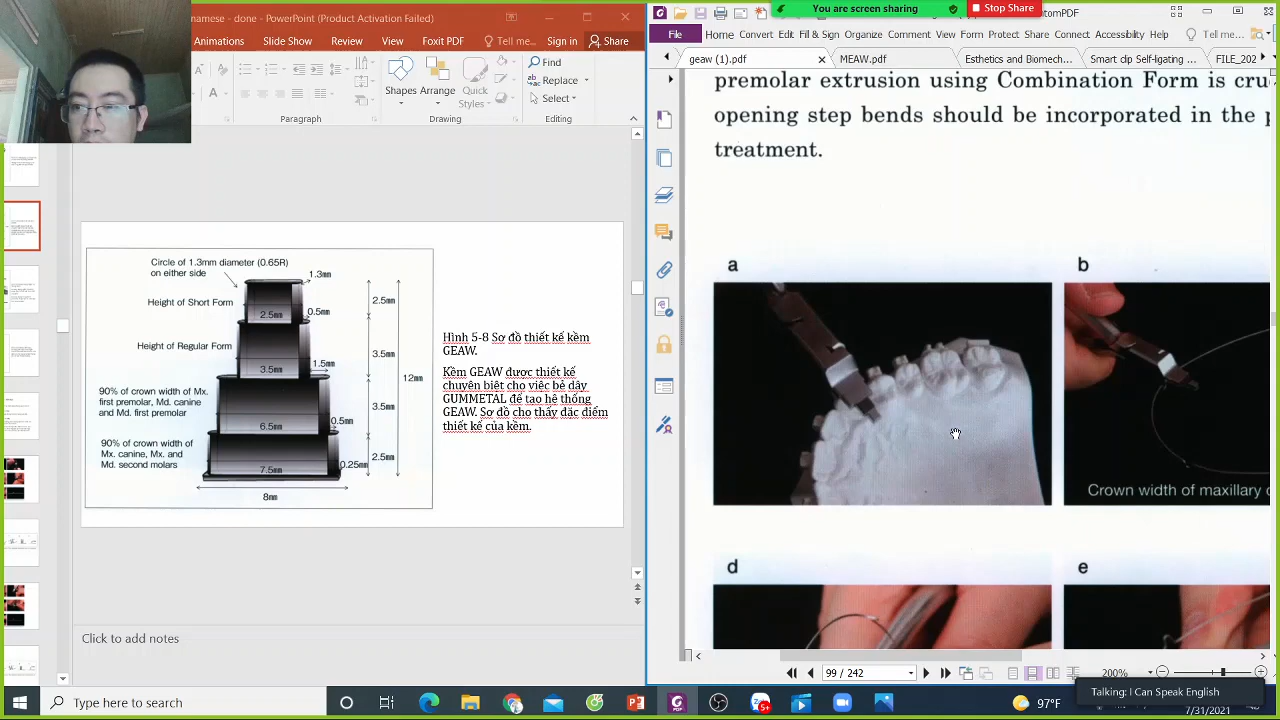 namese - done - PowerPoint (Product Activation Failed)
You are screen sharing
Stop Share
tomPDF
Animations
Slide Show
Review
View
Foxit PDF
Tell me...
Sign in
Share
File
Home
Convert
Edit
Fill & Sign
Organize
Comment
View
Form
Protect
Share
Connect
Accessibilit
Tell me
geaw (1).pdf
MEAW.pdf
Esthetics and Biomech...
Smart clip Self-ligating ...
FILE_202
Shapes
Arrange
Quick
Styles
Find
Replace
Select
Paragraph
Drawing
Editing
premolar extrusion using Combination Form is cru
opening step bends should be incorporated in the p
treatment.
Circle of 1.3mm diameter (0.65R)
on either side
1.3mm
Height of Short Form
2.5mm
0.5mm
2.5mm
Height of Regular Form
3.5mm
1.5mm
3.5mm
12mm
90% of crown width of Mx.
first premolar, Md. canine
and Md. first premolar
6.5mm
0.5mm
3.5mm
90% of crown width of
Mx. canine, Mx. and
Md. second molars
7.5mm
0.25mm
2.5mm
8mm
Hình 5-8 Sơ đồ thiết kế kềm
GEAW.
Kềm GEAW được thiết kế
chuyên biệt cho việc bẻ dây
GUMMETAL để tạo hệ thống
GEAW. Sơ đồ cho thấy đặc điểm
thiết kế của kềm.
a
b
Crown width of maxillary c
d
e
Click to add notes
99 / 242
200%
Type here to search
97°F
Talking: I Can Speak English
7/31/2021